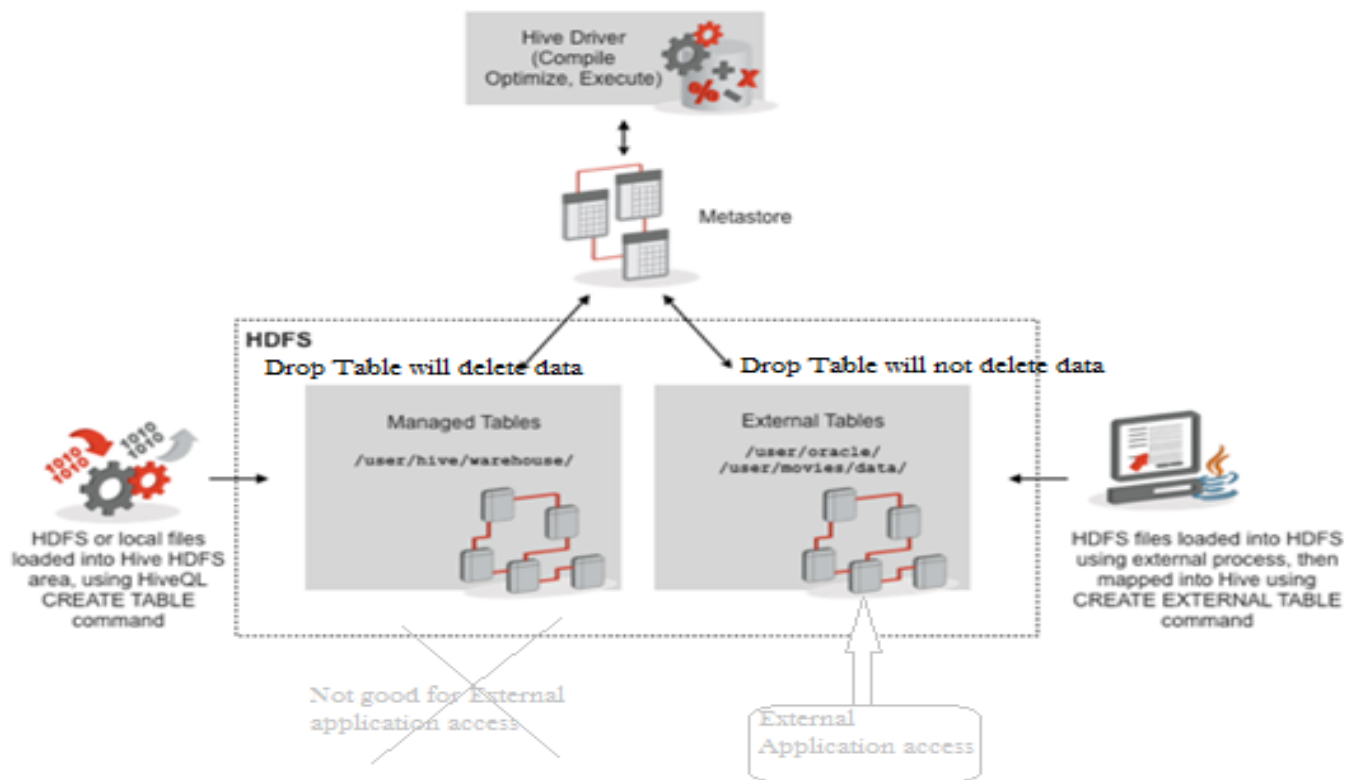 Hive Driver
(Compile
Optimize, Execute)
% + - x
Metastore
HDFS
Drop Table will delete data
Drop Table will not delete data
Managed Tables
/user/hive/warehouse/
External Tables
/user/oracle/
/user/movies/data/
1010
1010
1010
1010
HDFS or local files
loaded into Hive HDFS
area, using HiveQL
CREATE TABLE
command
HDFS files loaded into HDFS
using external process, then
mapped into Hive using
CREATE EXTERNAL TABLE
command
Not good for External
application access
External
Application access